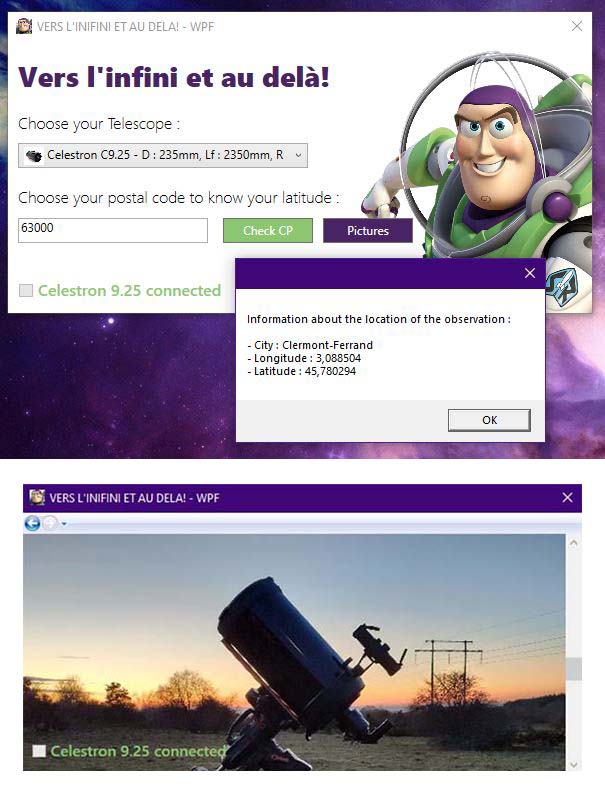 VERS L'INIFINI ET AU DELA! - WPF
Vers l'infini et au delà!
Choose your Telescope :
Celestron C9.25 - D : 235mm, Lf : 2350mm, R
Choose your postal code to know your latitude :
63000
Check CP
Pictures
Celestron 9.25 connected
Information about the location of the observation :
- City : Clermont-Ferrand
- Longitude : 3,088504
- Latitude : 45,780294
OK
VERS L'INIFINI ET AU DELA! - WPF
Celestron 9.25 connected